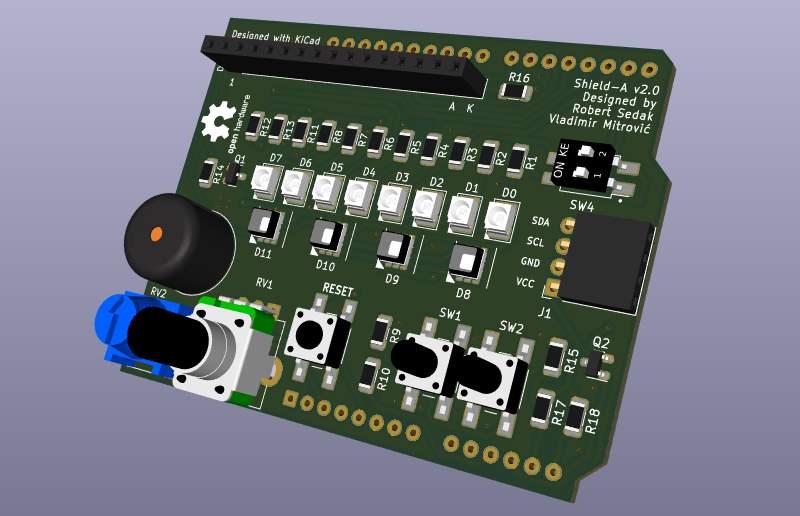 Designed with KiCad
1
A K
R16
Shield-A v2.0
Designed by
Robert Sedak
Vladimir Mitrović
open hardware
R12
R13
R11
R8
R7
R6
R5
R4
R3
R2
R1
ON KE
1
2
SW4
R14
Q1
D7
D6
D5
D4
D3
D2
D1
D0
D11
D10
D9
D8
SDA
SCL
GND
VCC
J1
RV2
RV1
RESET
R9
R10
SW1
SW2
R15
Q2
R17
R18